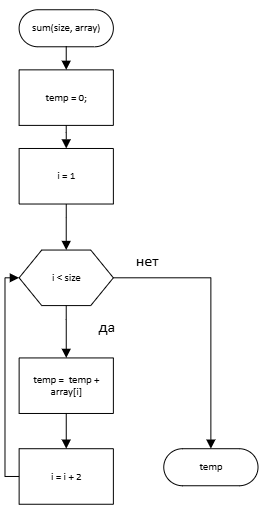 sum(size, array)
temp = 0;
i = 1
i < size
нет
да
temp = temp +
array[i]
i = i + 2
temp